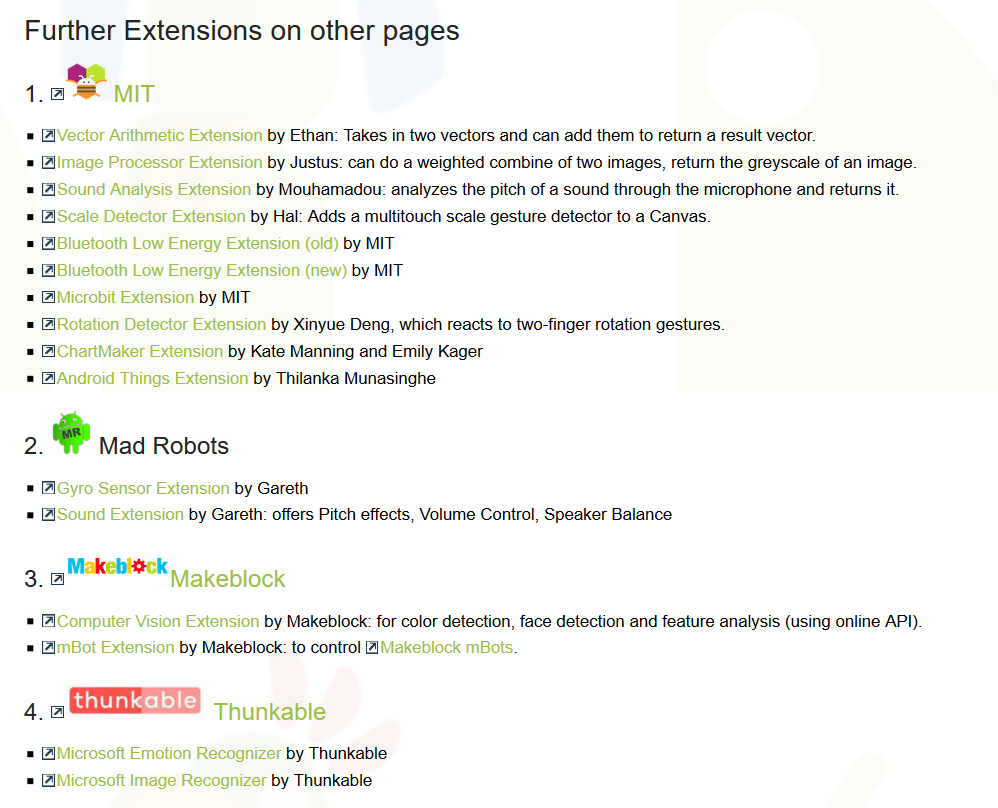 Further Extensions on other pages
1. MIT
Vector Arithmetic Extension by Ethan: Takes in two vectors and can add them to return a result vector.
Image Processor Extension by Justus: can do a weighted combine of two images, return the greyscale of an image.
Sound Analysis Extension by Mouhamadou: analyzes the pitch of a sound through the microphone and returns it.
Scale Detector Extension by Hal: Adds a multitouch scale gesture detector to a Canvas.
Bluetooth Low Energy Extension (old) by MIT
Bluetooth Low Energy Extension (new) by MIT
Microbit Extension by MIT
Rotation Detector Extension by Xinyue Deng, which reacts to two-finger rotation gestures.
ChartMaker Extension by Kate Manning and Emily Kager
Android Things Extension by Thilanka Munasinghe
2. MR Mad Robots
Gyro Sensor Extension by Gareth
Sound Extension by Gareth: offers Pitch effects, Volume Control, Speaker Balance
3. Makeblock Makeblock
Computer Vision Extension by Makeblock: for color detection, face detection and feature analysis (using online API).
mBot Extension by Makeblock: to control Makeblock mBots.
4. thunkable Thunkable
Microsoft Emotion Recognizer by Thunkable
Microsoft Image Recognizer by Thunkable